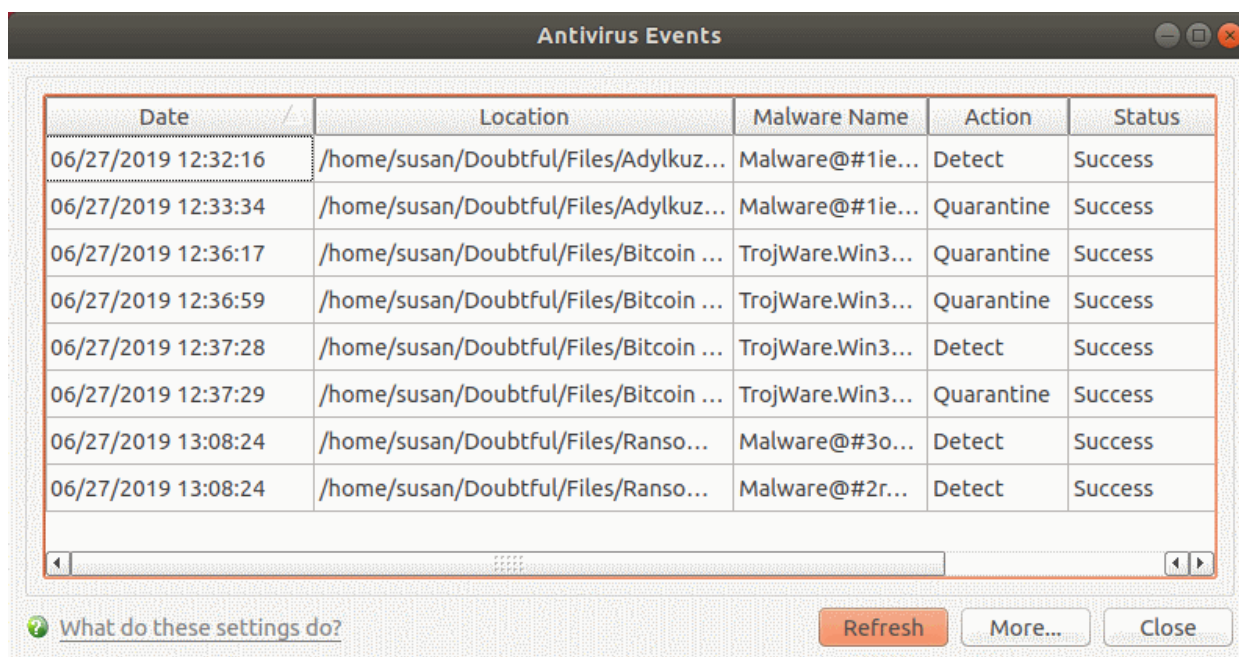 Antivirus Events
Date Location Malware Name Action Status
06/27/2019 12:32:16 /home/susan/Doubtful/Files/Adylkuz... Malware@#1ie... Detect Success
06/27/2019 12:33:34 /home/susan/Doubtful/Files/Adylkuz... Malware@#1ie... Quarantine Success
06/27/2019 12:36:17 /home/susan/Doubtful/Files/Bitcoin ... TrojWare.Win3... Quarantine Success
06/27/2019 12:36:59 /home/susan/Doubtful/Files/Bitcoin ... TrojWare.Win3... Quarantine Success
06/27/2019 12:37:28 /home/susan/Doubtful/Files/Bitcoin ... TrojWare.Win3... Detect Success
06/27/2019 12:37:29 /home/susan/Doubtful/Files/Bitcoin ... TrojWare.Win3... Quarantine Success
06/27/2019 13:08:24 /home/susan/Doubtful/Files/Ranso... Malware@#3o... Detect Success
06/27/2019 13:08:24 /home/susan/Doubtful/Files/Ranso... Malware@#2r... Detect Success
What do these settings do? Refresh More... Close